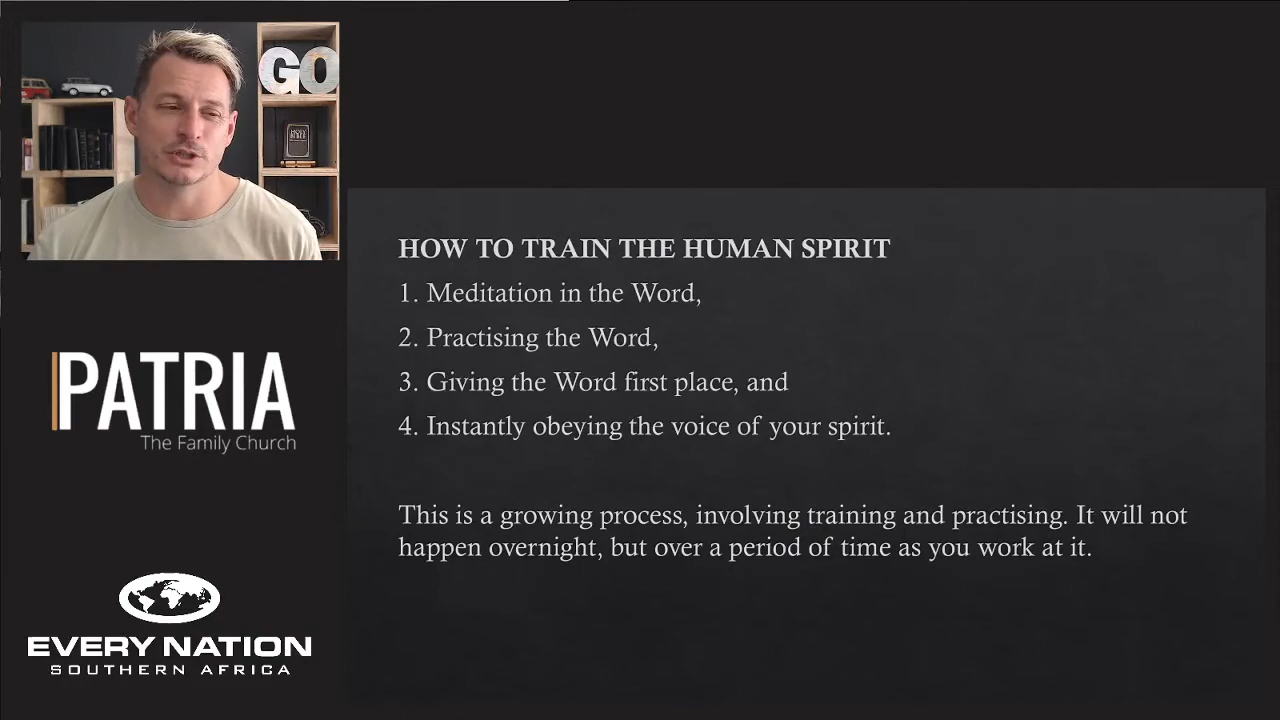 GO
HOW TO TRAIN THE HUMAN SPIRIT
1. Meditation in the Word,
2. Practising the Word,
3. Giving the Word first place, and
4. Instantly obeying the voice of your spirit.
This is a growing process, involving training and practising. It will not
happen overnight, but over a period of time as you work at it.
PATRIA
The Family Church
EVERY NATION
SOUTHERN AFRICA